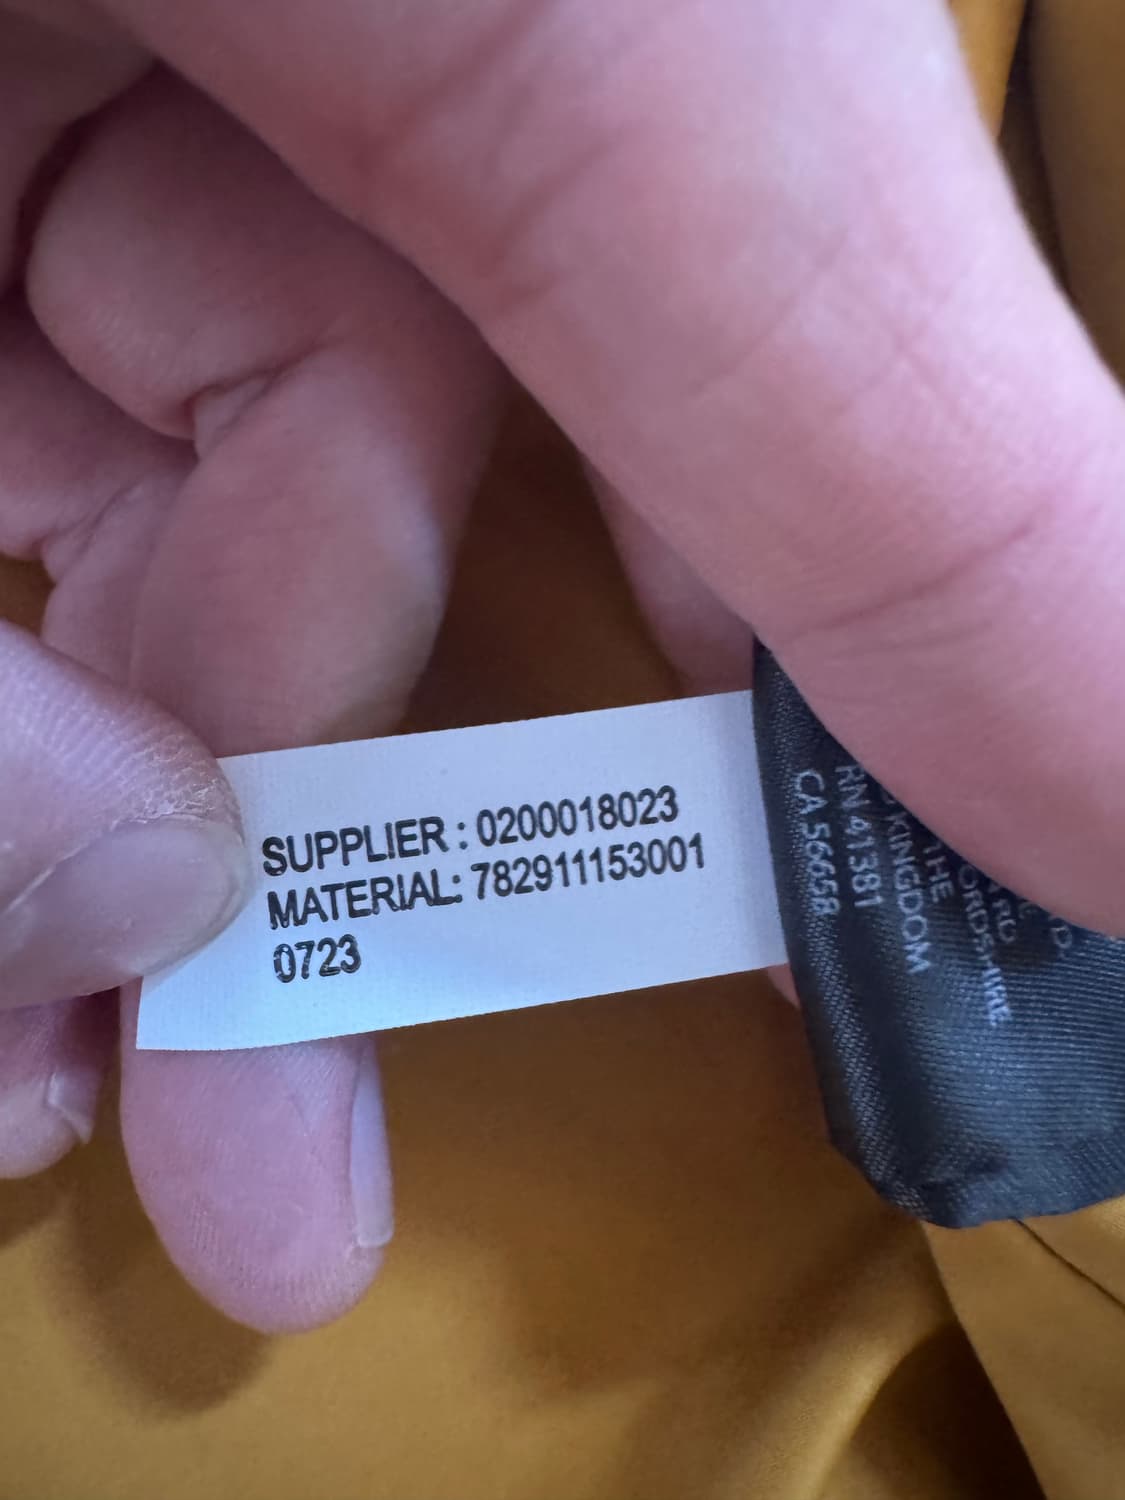 SUPPLIER : 0200018023
MATERIAL: 782911153001
0723
THE
KINGDOM
RN 41381
CA 56658